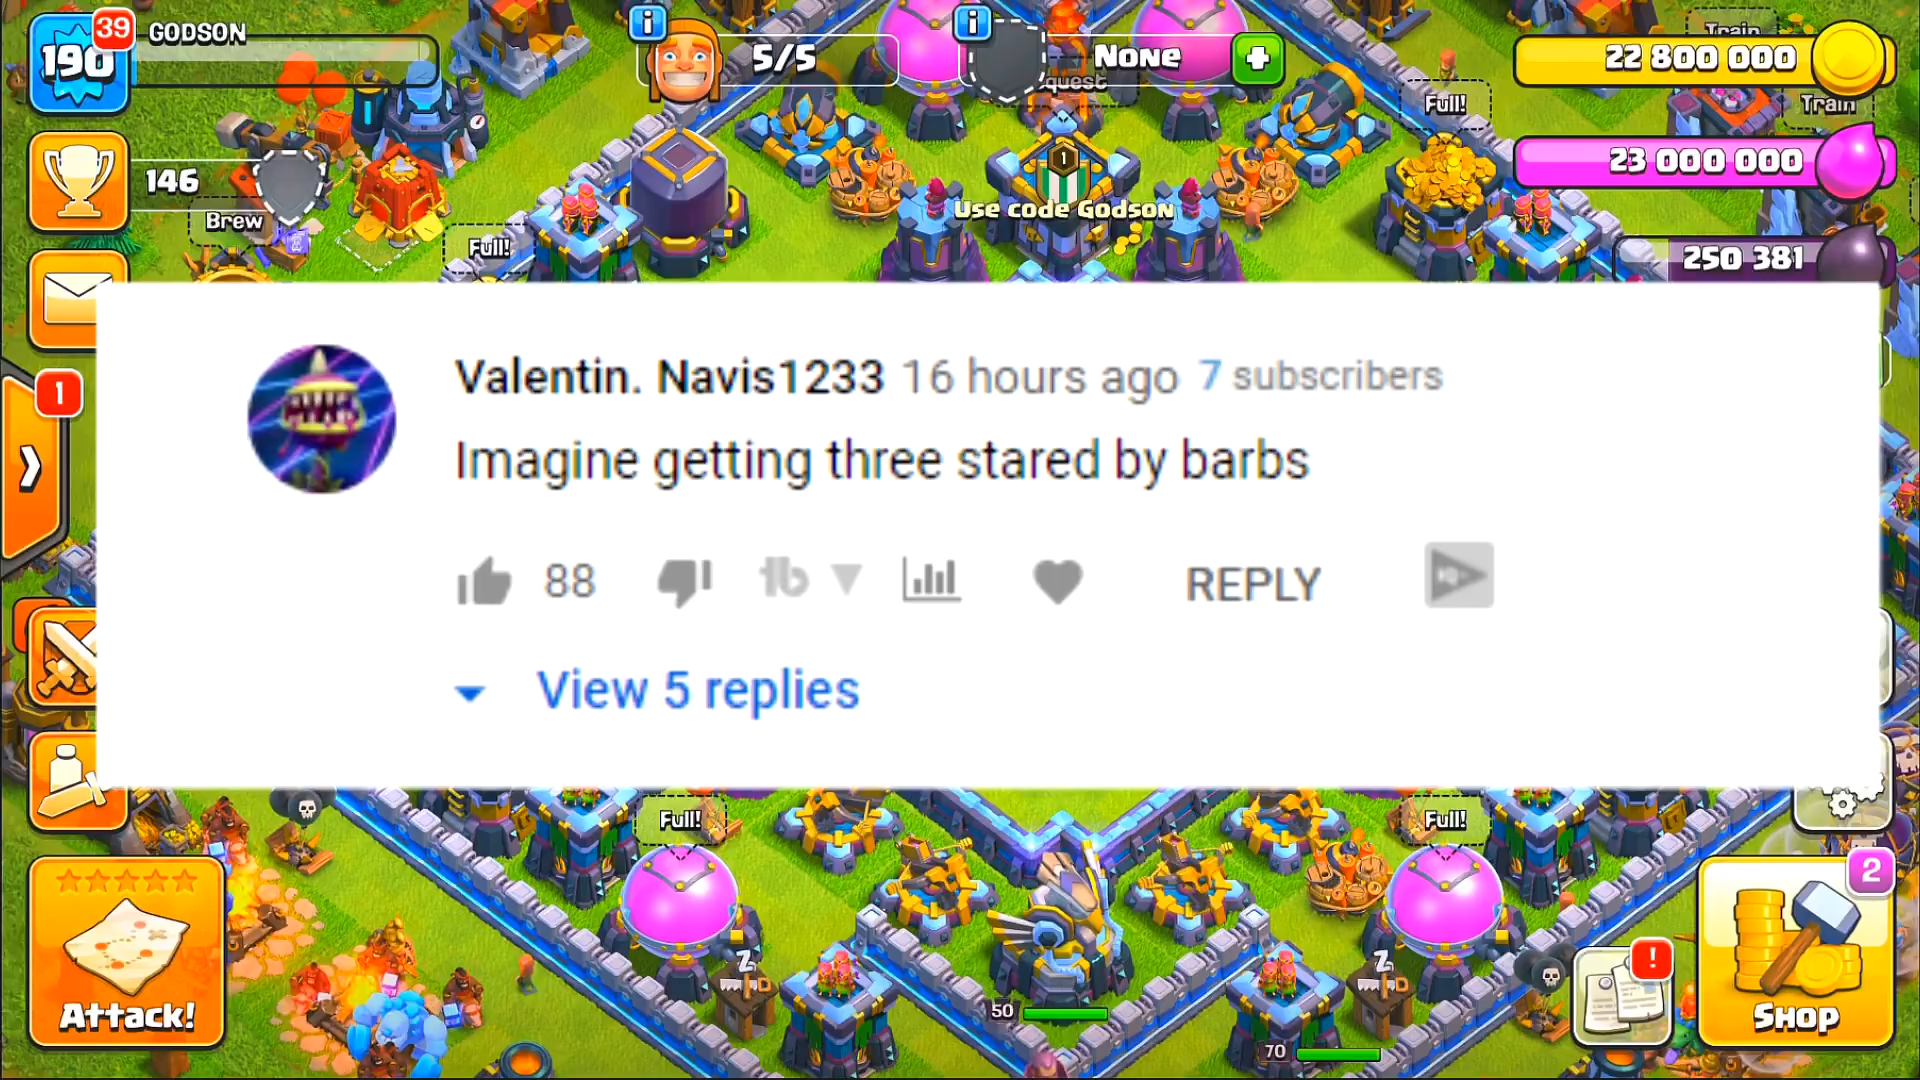 39
190
GODSON
5/5
None
quest
Train
22 800 000
Full!
Train
146
23 000 000
Brew
Use code Godson
Full!
250 381
1
1
Valentin. Navis1233 16 hours ago 7 subscribers
Imagine getting three stared by barbs
88
REPLY
View 5 replies
Full!
Full!
2
z
z
!
50
70
Attack!
Shop